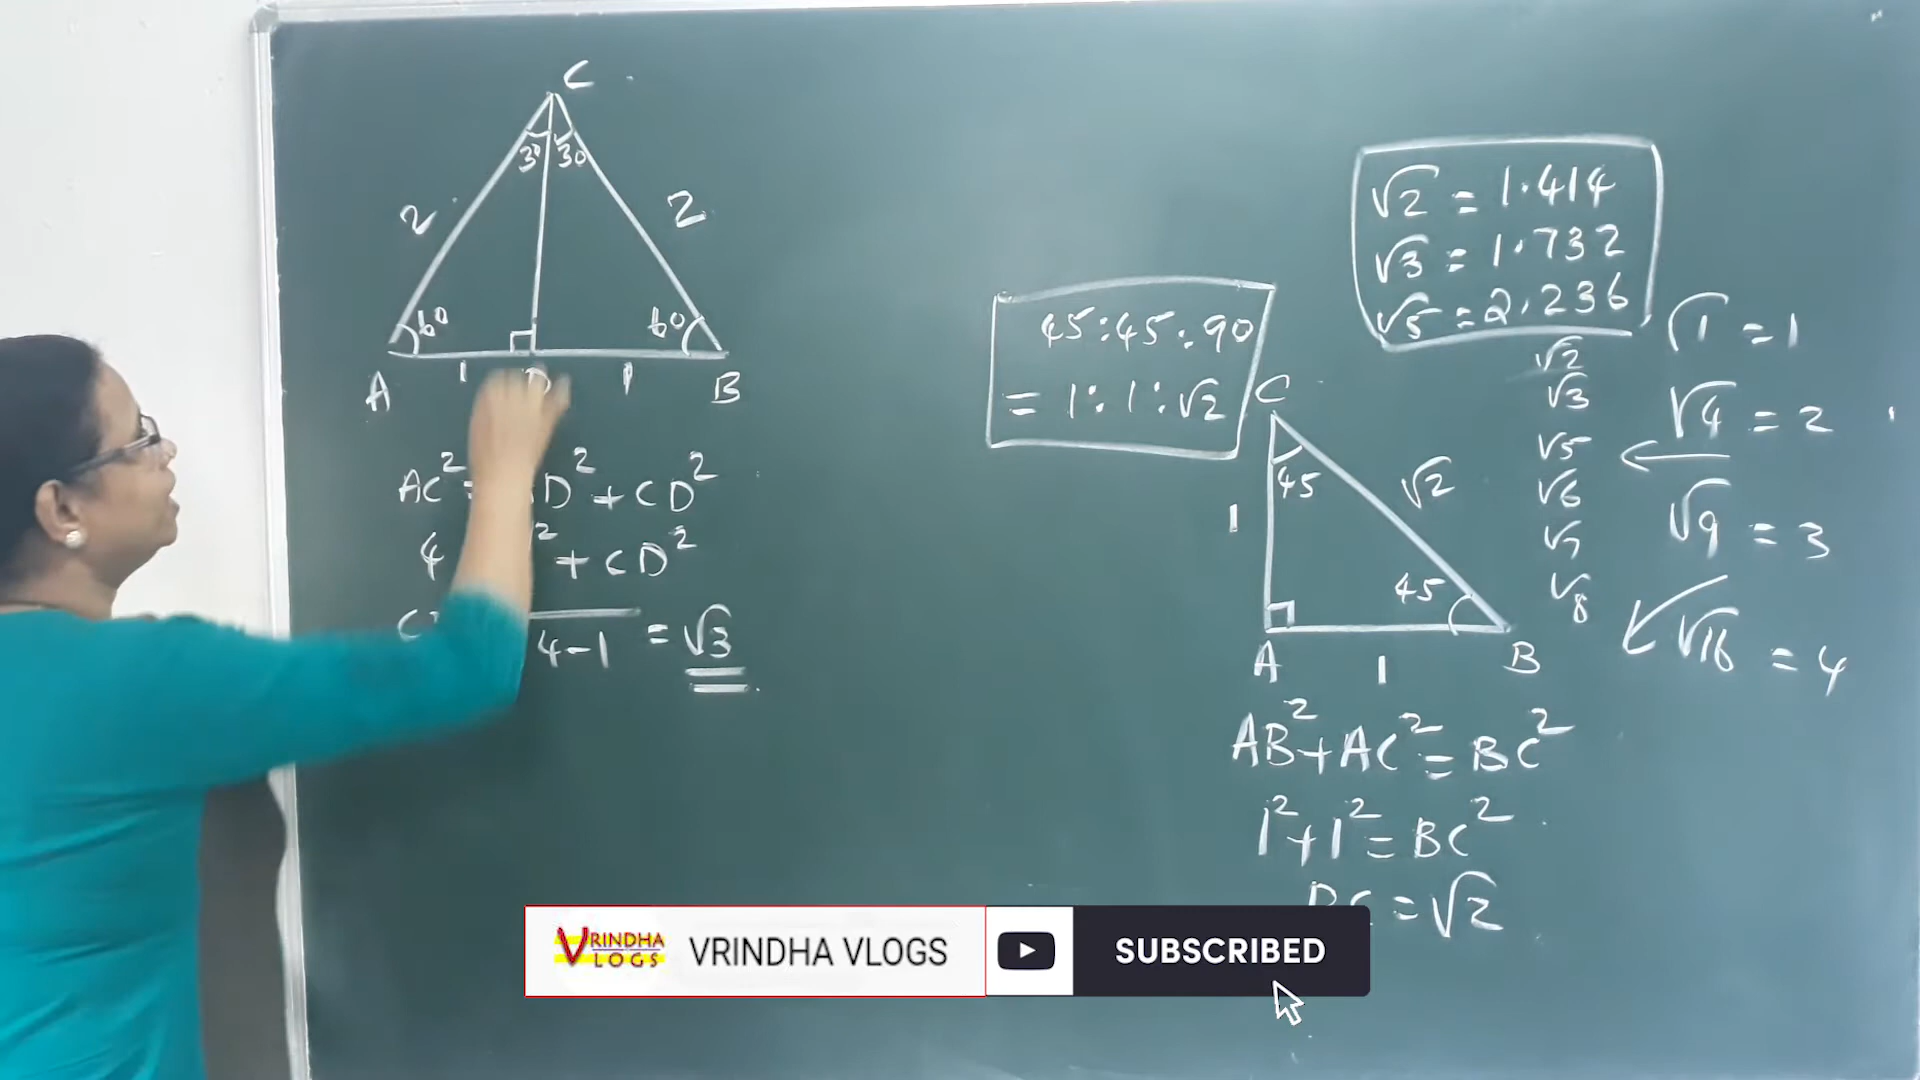 C
30 30
2 2
60 60
1 D 1
A B
AC² = D² + CD²
4 ² + CD²
4-1 = √3
45:45:90
= 1:1:√2
C
45
1 √2
45
A 1 B
AB²+AC²=BC²
1²+1²=BC²
BC =√2
√2 = 1.414
√3 = 1.732
√5 = 2.236
√2
√3
√5
√6
√7
√8
√1 = 1
√4 = 2
√9 = 3
√16 = 4
VRINDHA VLOGS
VRINDHA VLOGS
SUBSCRIBED